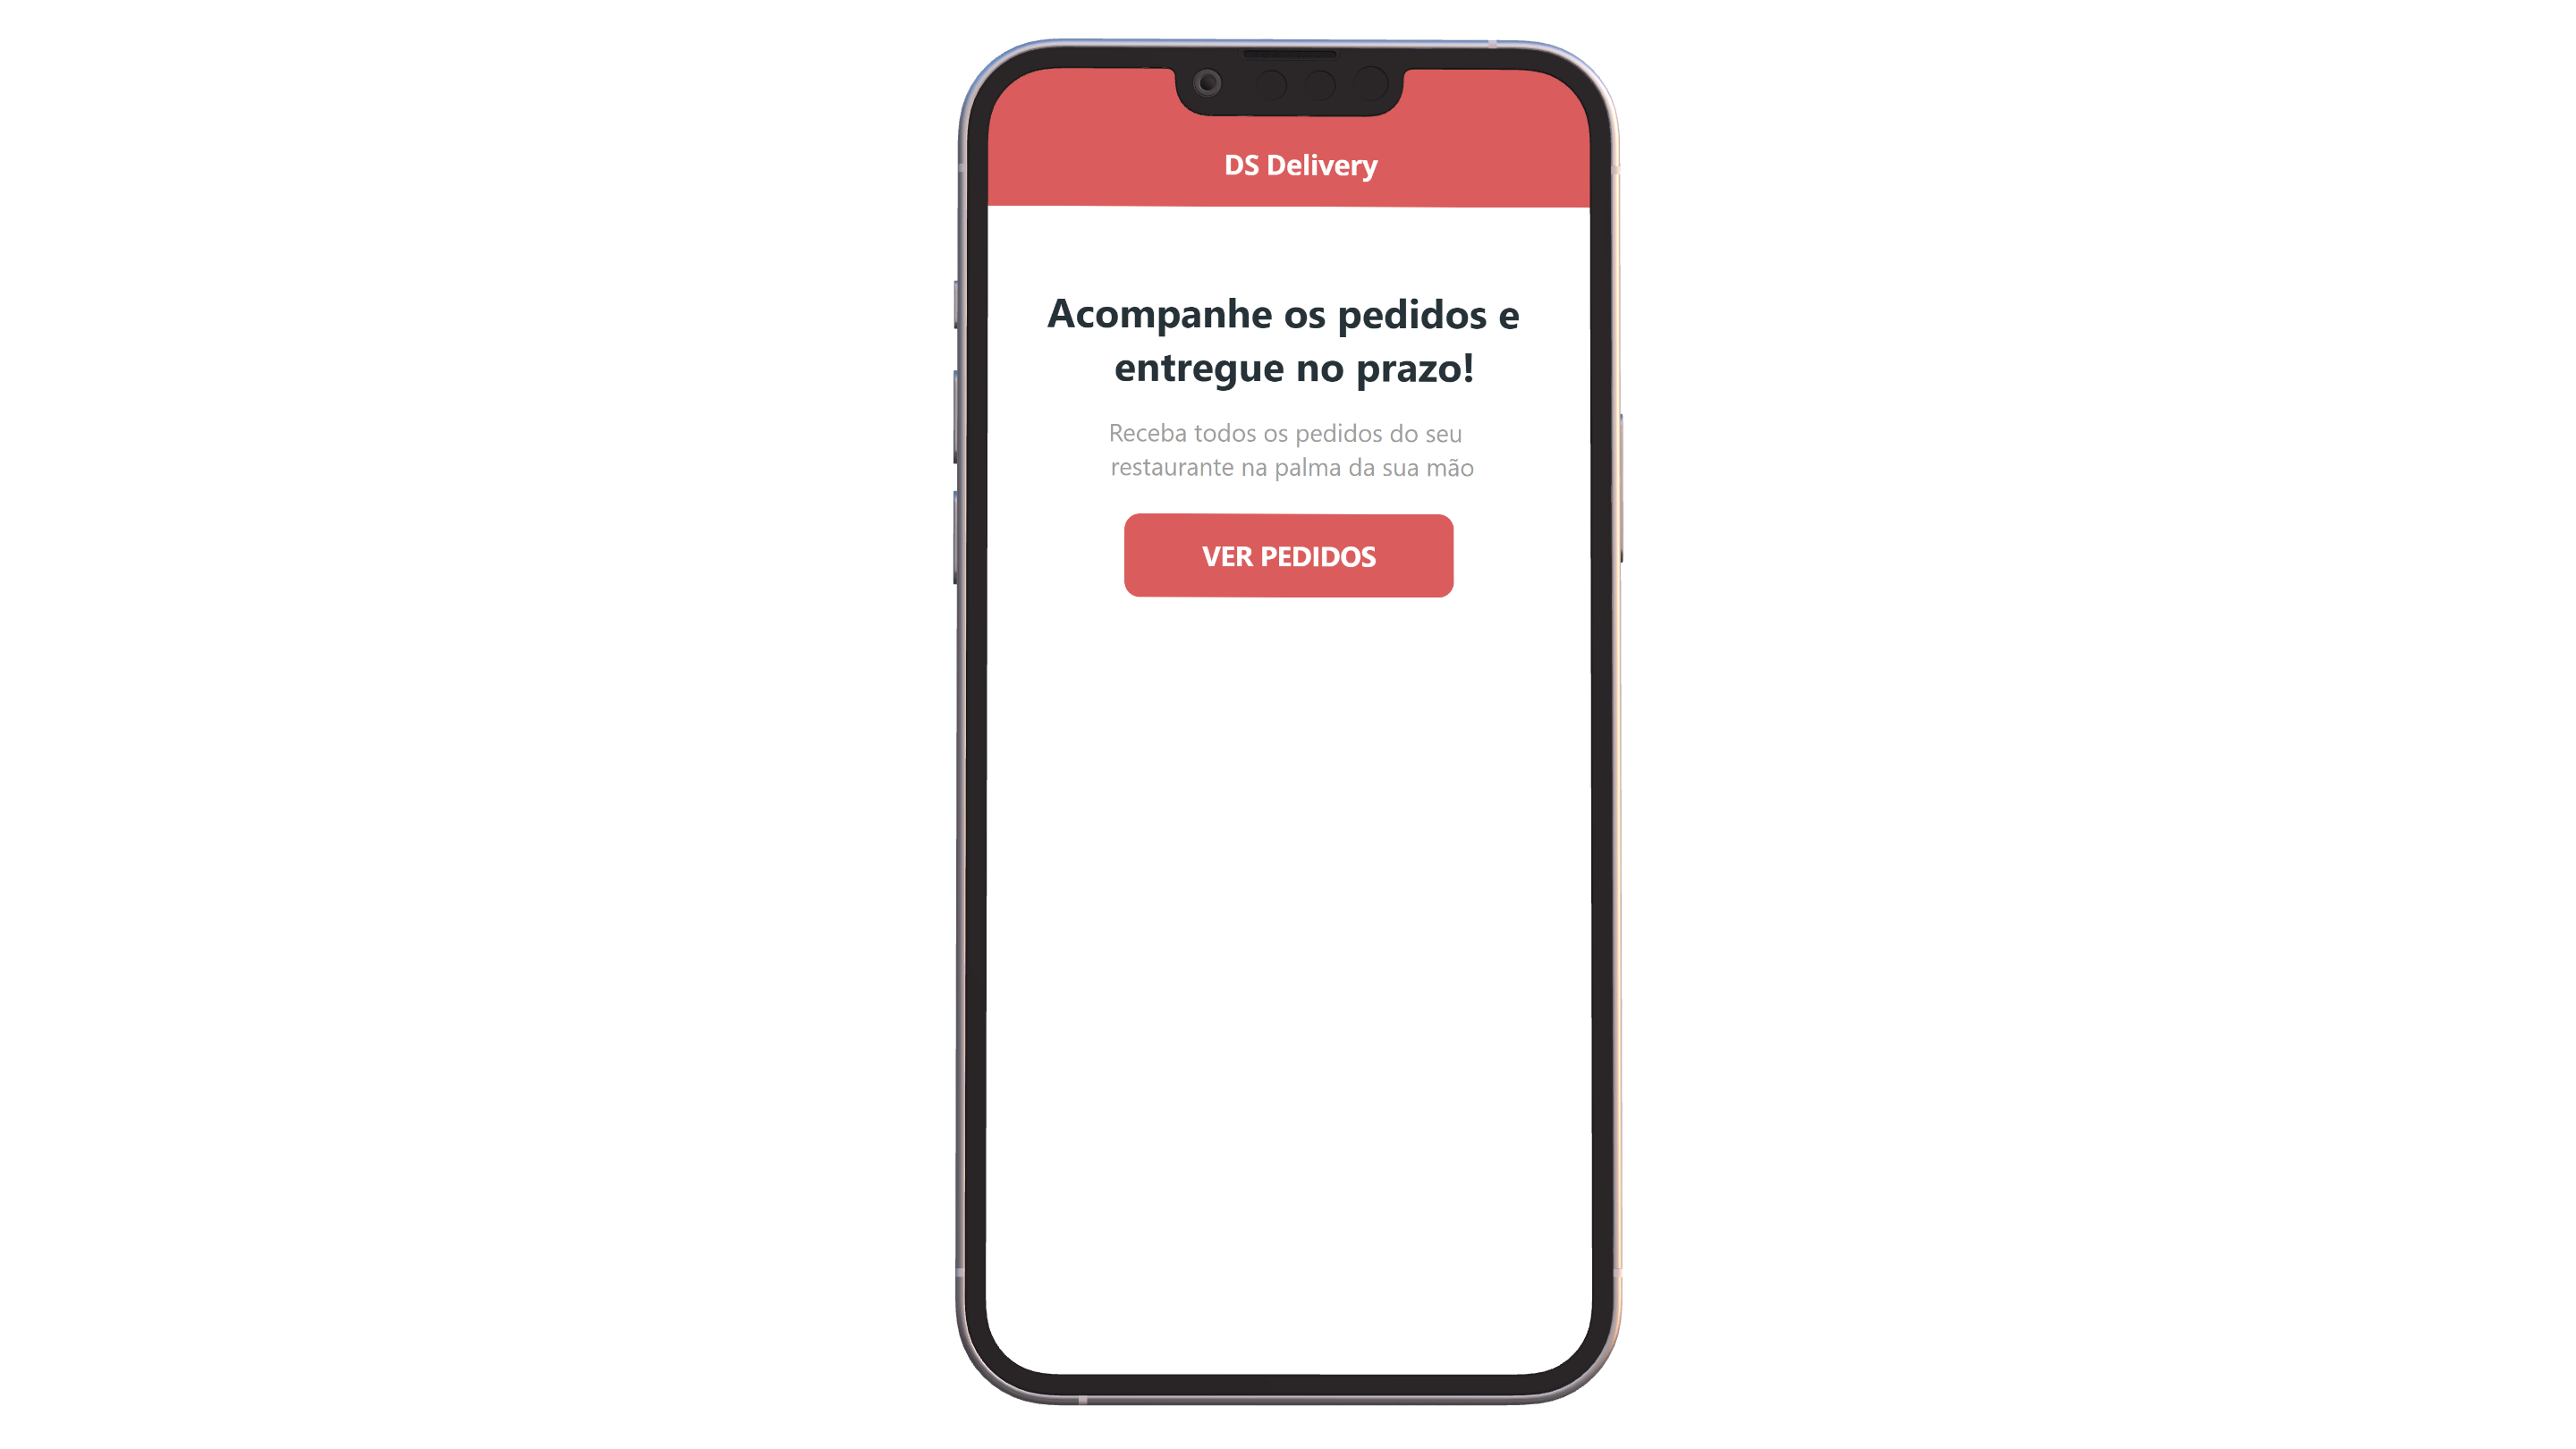 DS Delivery
Acompanhe os pedidos e
entregue no prazo!
Receba todos os pedidos do seu
restaurante na palma da sua mão
VER PEDIDOS